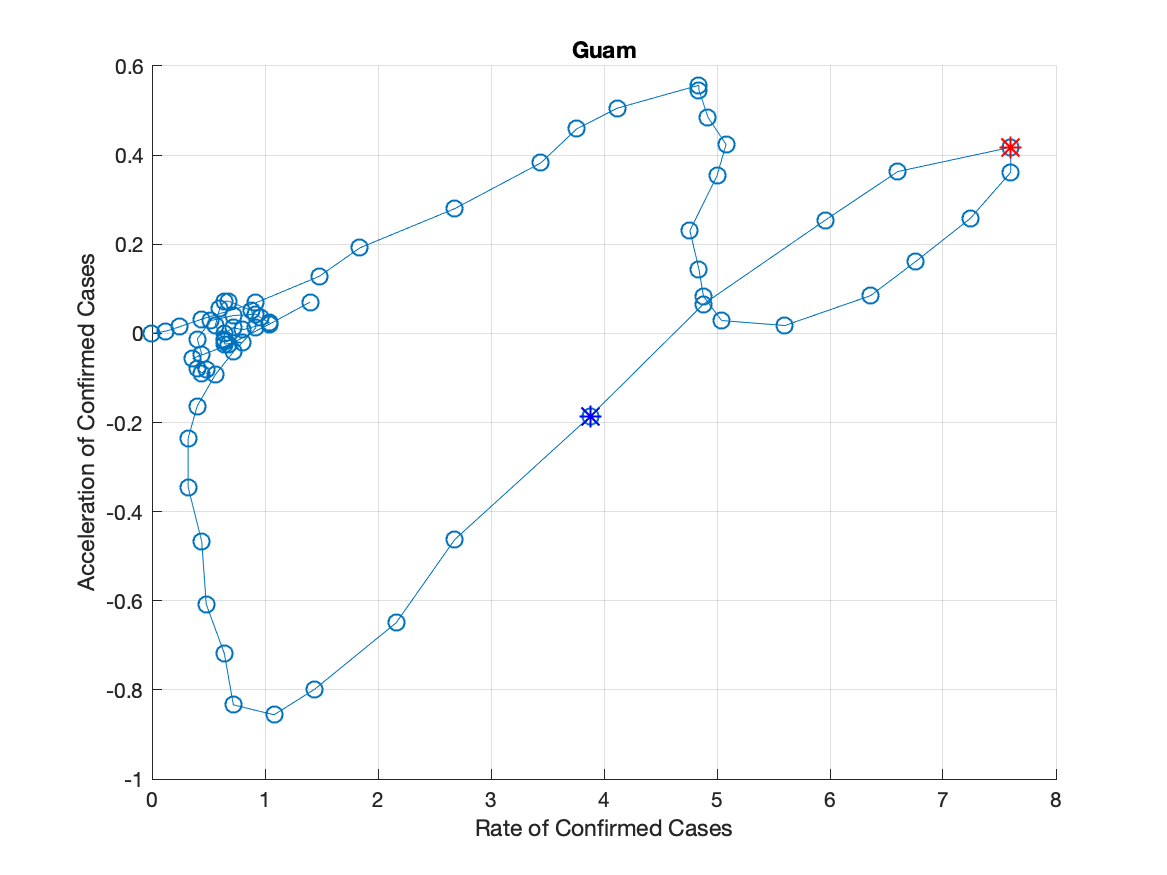 Guam
0.6
0.4
0.2
0
-0.2
-0.4
-0.6
-0.8
-1
Acceleration of Confirmed Cases
0 1 2 3 4 5 6 7 8
Rate of Confirmed Cases